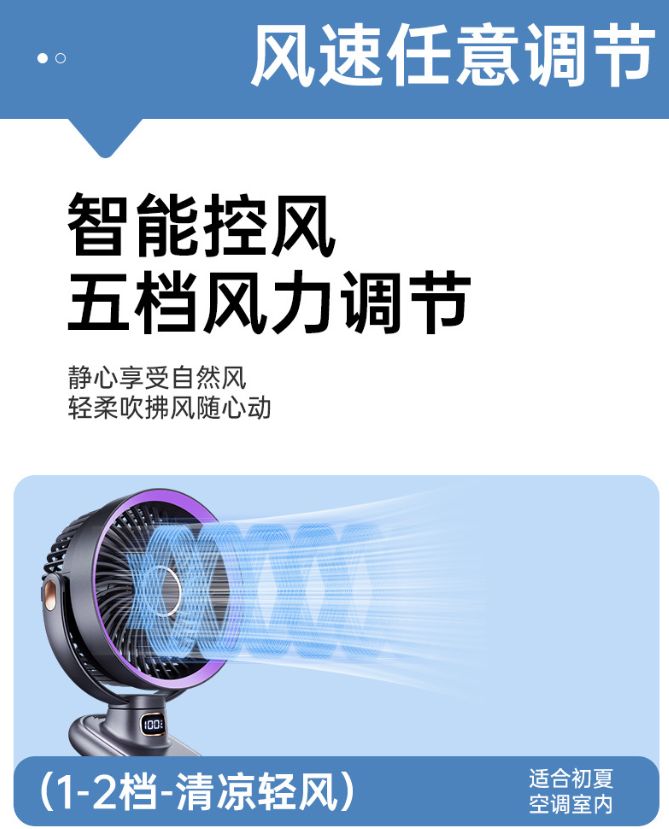 风速任意调节
智能控风
五档风力调节
静心享受自然风
轻柔吹拂风随心动
100
(1-2档-清凉轻风)
适合初夏
空调室内